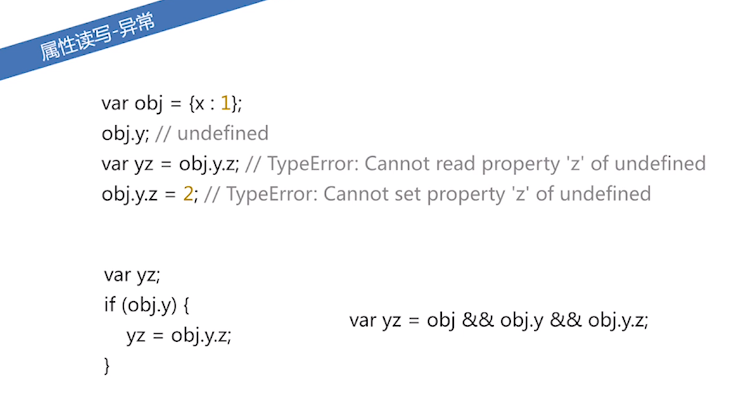 属性读写-异常
var obj = {x : 1};
obj.y; // undefined
var yz = obj.y.z; // TypeError: Cannot read property 'z' of undefined
obj.y.z = 2; // TypeError: Cannot set property 'z' of undefined
var yz;
if (obj.y) {
yz = obj.y.z;
}
var yz = obj && obj.y && obj.y.z;